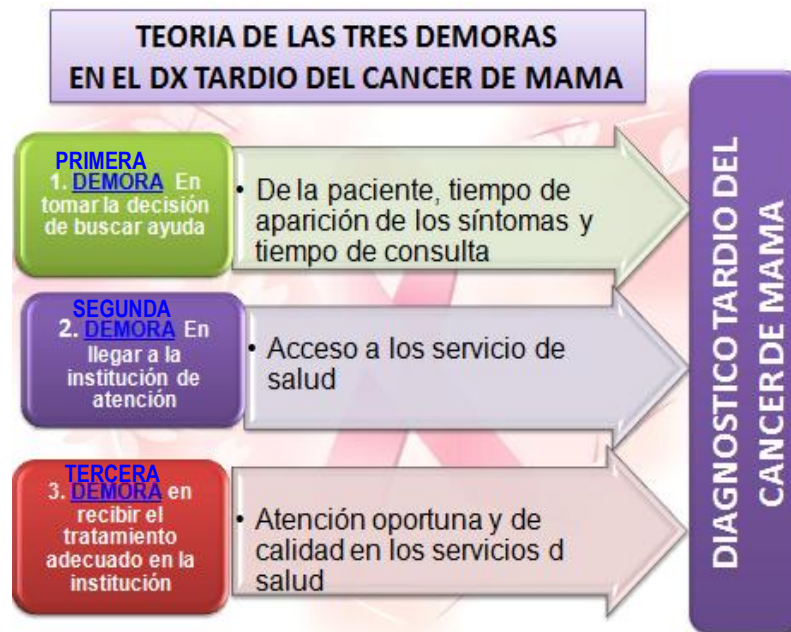 TEORIA DE LAS TRES DEMORAS
EN EL DX TARDIO DEL CANCER DE MAMA
PRIMERA
1. DEMORA En
tomar la decisión
de buscar ayuda
• De la paciente, tiempo de
aparición de los síntomas y
tiempo de consulta
SEGUNDA
2. DEMORA En
llegar a la
institución de
atención
• Acceso a los servicio de
salud
TERCERA
3. DEMORA en
recibir el
tratamiento
adecuado en la
institución
• Atención oportuna y de
calidad en los servicios d
salud
DIAGNOSTICO TARDIO DEL
CANCER DE MAMA